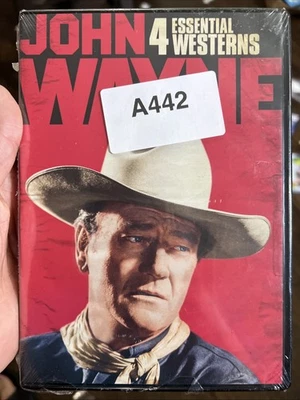 JOHN 4 ESSENTIAL
WESTERNS
WAYNE
A442